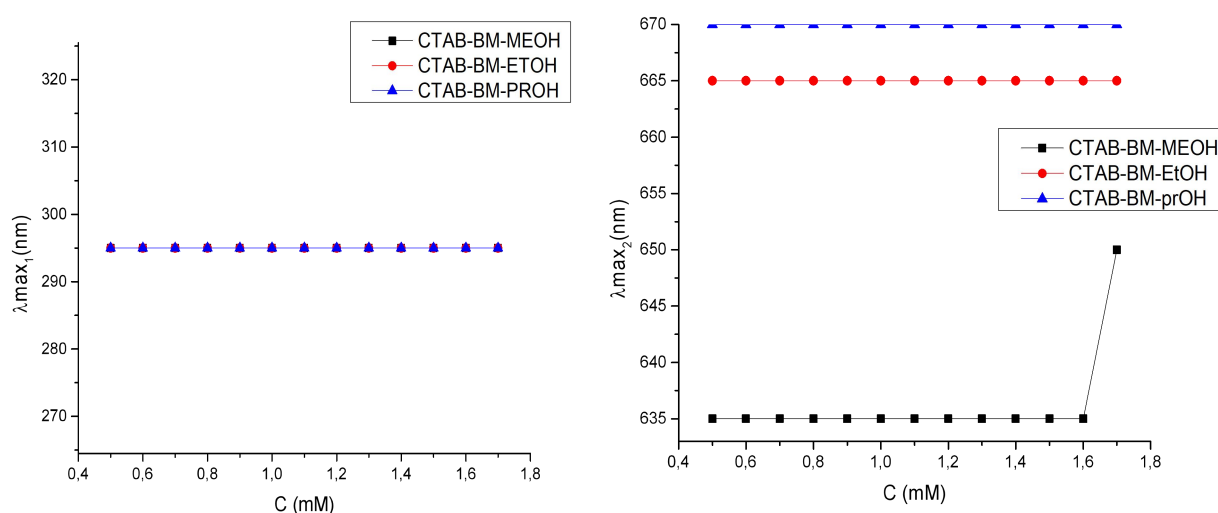 CTAB-BM-MEOH
CTAB-BM-ETOH
CTAB-BM-PROH
320
310
300
290
280
270
λmax1(nm)
0,4 0,6 0,8 1,0 1,2 1,4 1,6 1,8
C (mM)
670
665
660
655
650
645
640
635
λmax2(nm)
CTAB-BM-MEOH
CTAB-BM-EtOH
CTAB-BM-prOH
0,4 0,6 0,8 1,0 1,2 1,4 1,6 1,8
C (mM)